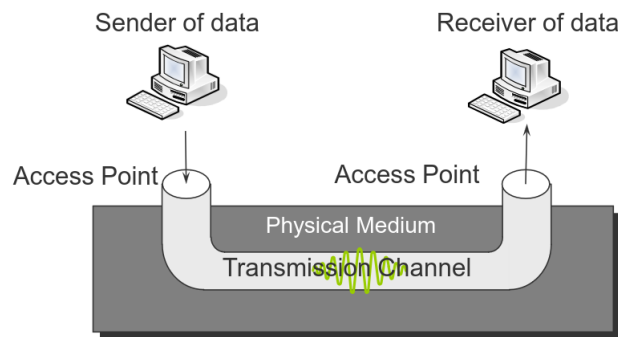 Sender of data
Receiver of data
Access Point
Access Point
Physical Medium
Transmission Channel